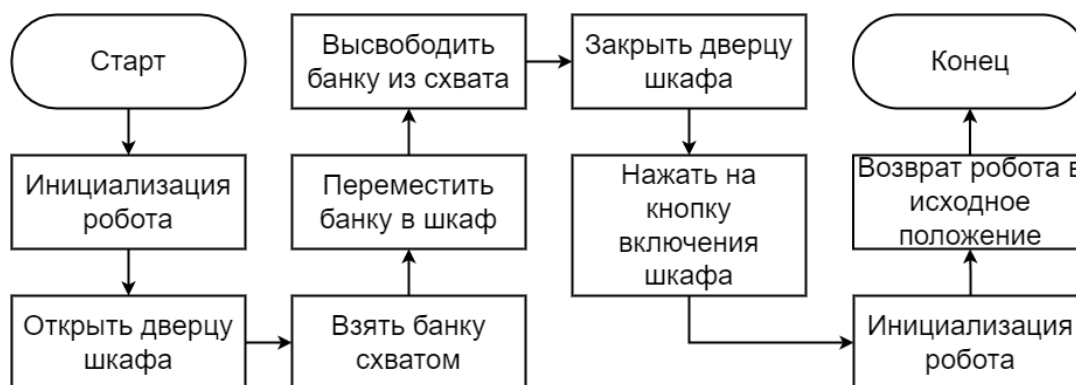 Старт
Инициализация
робота
Открыть дверцу
шкафа
Взять банку
схватом
Переместить
банку в шкаф
Высвободить
банку из схвата
Закрыть дверцу
шкафа
Нажать на
кнопку
включения
шкафа
Инициализация
робота
Возврат робота в
исходное
положение
Конец